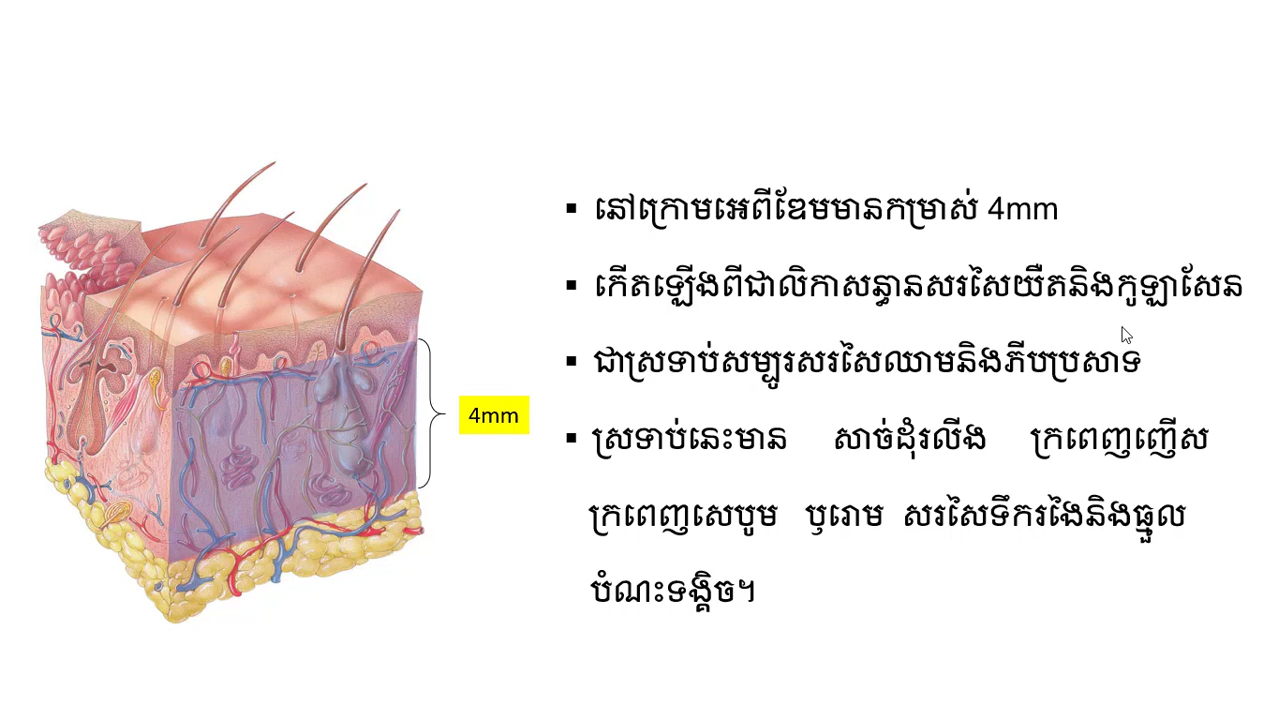 ▪ នៅក្រោមអេពីឌែមមានកម្រាស់ 4mm
▪ កើតឡើងពីជាលិកាសន្ធានសរសៃយឺតនិងកូឡាសែន
▪ ជាស្រទាប់សម្បូរសរសៃឈាមនិងភីបប្រសាទ
4mm
▪ ស្រទាប់នេះមាន សាច់ដុំរលីង ក្រពេញញើស
ក្រពេញសេបូម ឫរោម សរសៃទឹករងៃនិងធ្មួល
បំណះទង្គិច។